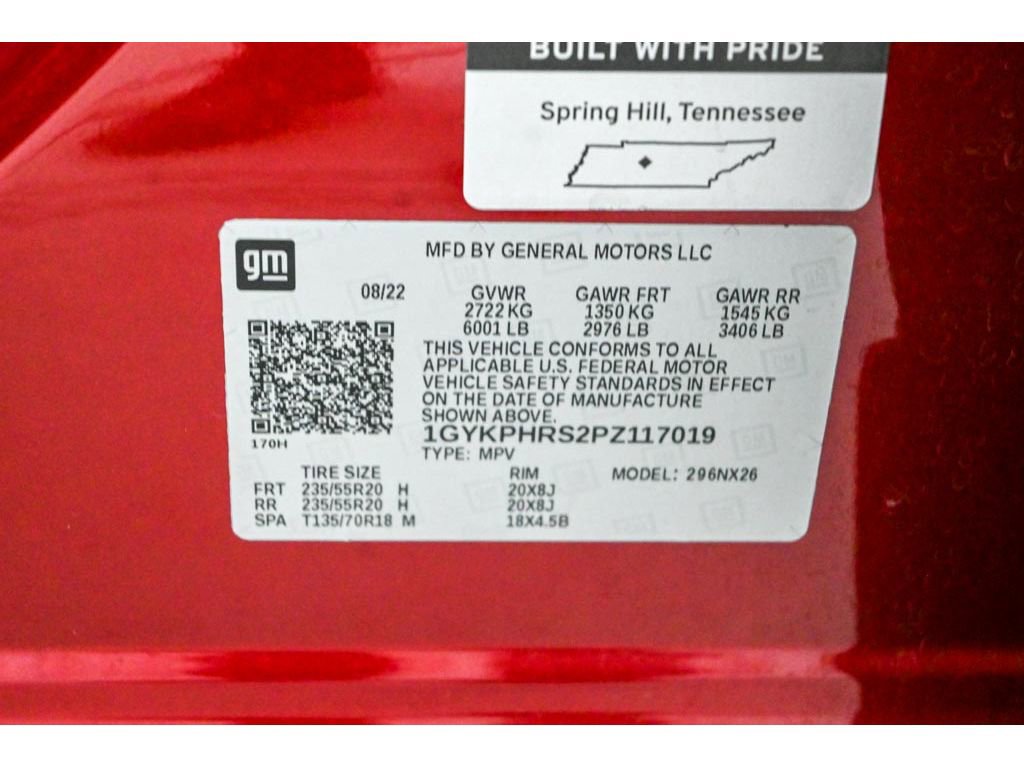 BUILT WITH PRIDE
Spring Hill, Tennessee
gm
MFD BY GENERAL MOTORS LLC
08/22 GVWR GAWR FRT GAWR RR
2722 KG 1350 KG 1545 KG
6001 LB 2976 LB 3406 LB
THIS VEHICLE CONFORMS TO ALL
APPLICABLE U.S. FEDERAL MOTOR
VEHICLE SAFETY STANDARDS IN EFFECT
ON THE DATE OF MANUFACTURE
SHOWN ABOVE.
1GYKPHRS2PZ117019
170H
TYPE: MPV
TIRE SIZE RIM MODEL: 296NX26
FRT 235/55R20 H 20X8J
RR 235/55R20 H 20X8J
SPA T135/70R18 M 18X4.5B